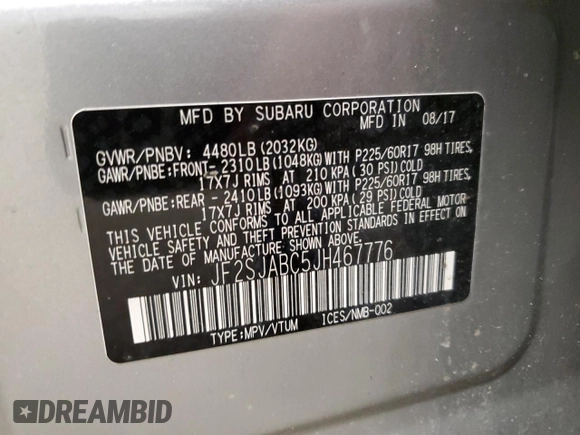 MFD BY SUBARU CORPORATION
MFD IN 08/17
GVWR/PNBV: 4480LB (2032KG)
GAWR/PNBE:FRONT- 2310LB (1048KG)WITH P225/60R17 98H TIRES,
17X7J RIMS AT 210 KPA (30 PSI)COLD
GAWR/PNBE:REAR - 2410LB (1093KG)WITH P225/60R17 98H TIRES,
17X7J RIMS AT 200 KPA (29 PSI)COLD
THIS VEHICLE CONFORMS TO ALL APPLICABLE FEDERAL MOTOR
VEHICLE SAFETY AND THEFT PREVENTION STANDARDS IN EFFECT ON
THE DATE OF MANUFACTURE SHOWN ABOVE.
VIN: JF2SJABC5JH467776
TYPE:MPV/VTUM ICES/NMB-002
DREAMBID